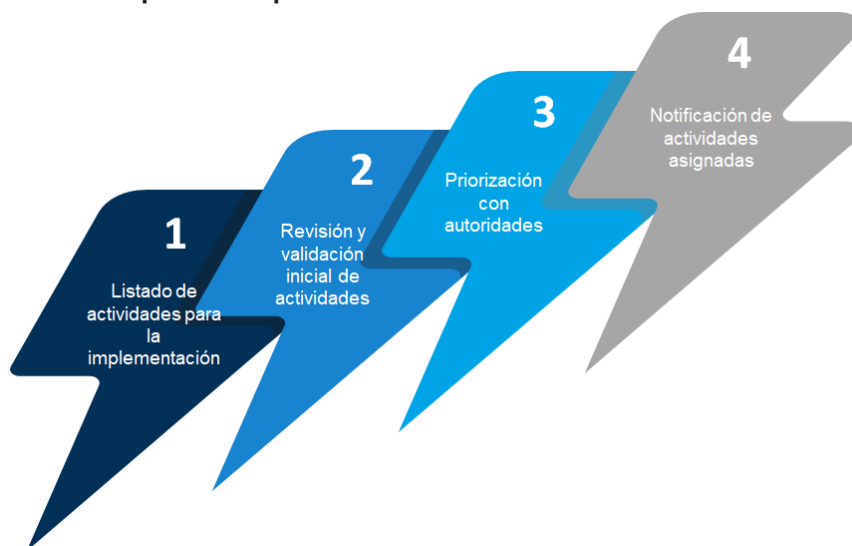 1
Listado de
actividades para
la
implementación
2
Revisión y
validación
inicial de
actividades
3
Priorización
con
autoridades
4
Notificación de
actividades
asignadas